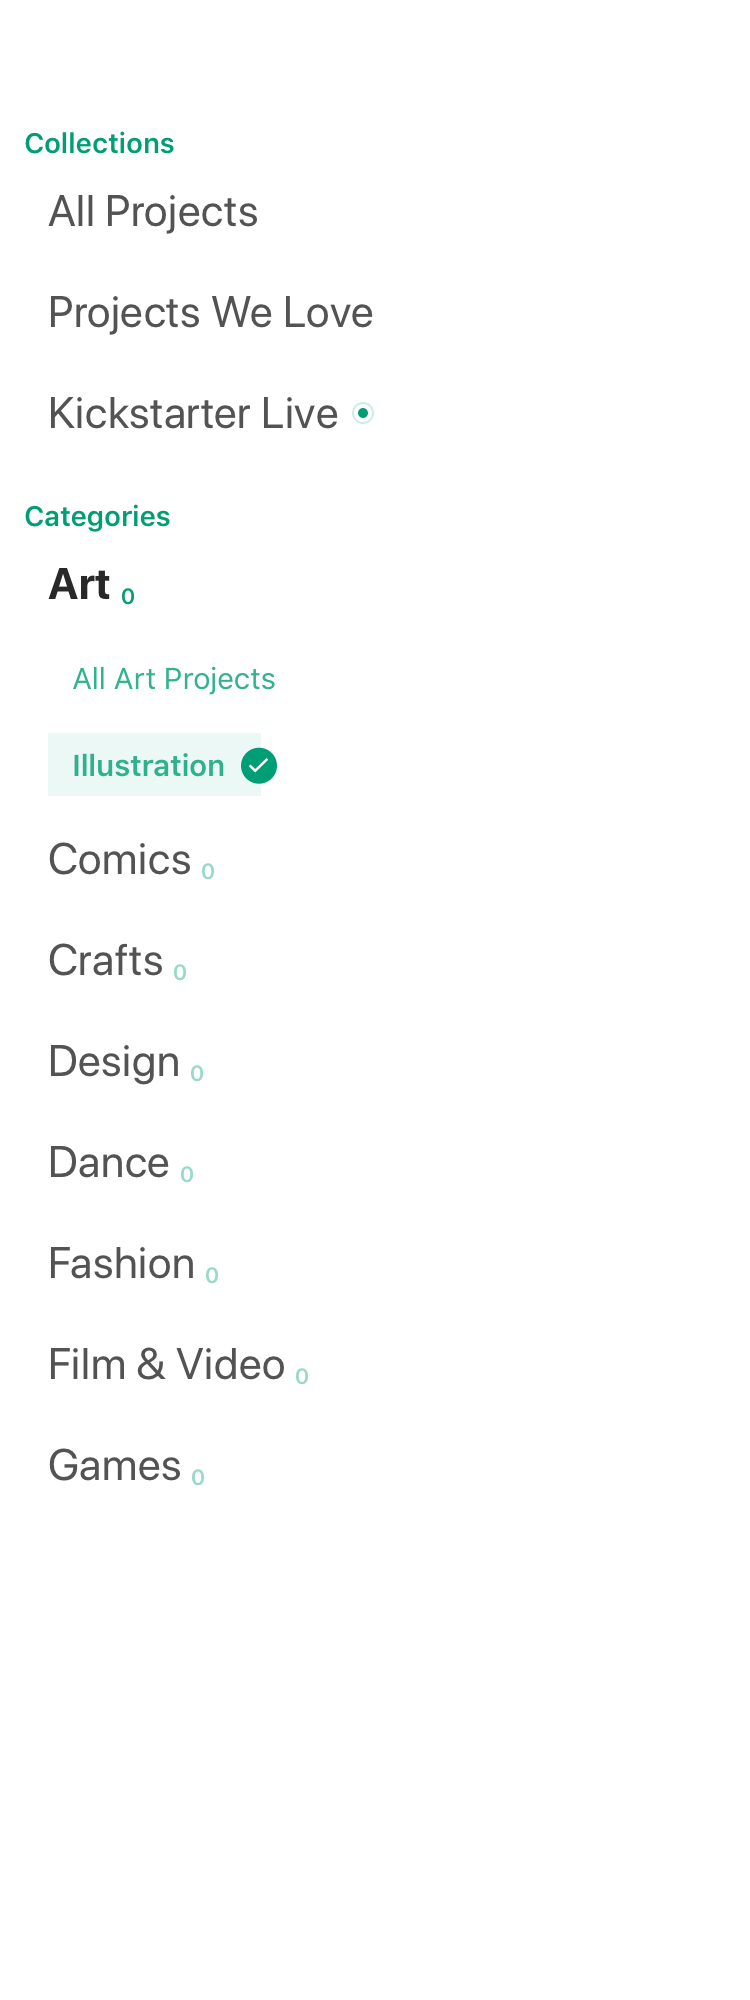 Collections
All Projects
Projects We Love
Kickstarter Live
Categories
Art 0
All Art Projects
Illustration
Comics 0
Crafts 0
Design 0
Dance 0
Fashion 0
Film & Video 0
Games 0